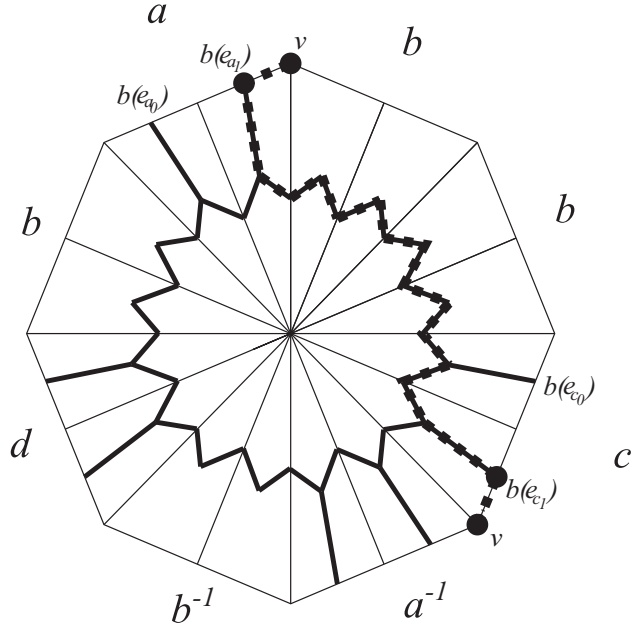 a
b(e_{a_1})
v
b
b(e_{a_0})
b
b
b(e_{c_0})
d
c
b(e_{c_1})
v
b^{-1}
a^{-1}